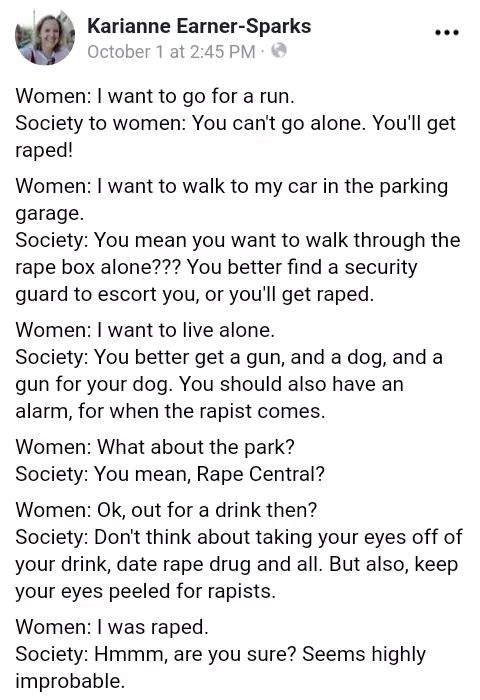 Karianne Earner-Sparks
October 1 at 2:45 PM ·
Women: I want to go for a run.
Society to women: You can't go alone. You'll get
raped!
Women: I want to walk to my car in the parking
garage.
Society: You mean you want to walk through the
rape box alone??? You better find a security
guard to escort you, or you'll get raped.
Women: I want to live alone.
Society: You better get a gun, and a dog, and a
gun for your dog. You should also have an
alarm, for when the rapist comes.
Women: What about the park?
Society: You mean, Rape Central?
Women: Ok, out for a drink then?
Society: Don't think about taking your eyes off of
your drink, date rape drug and all. But also, keep
your eyes peeled for rapists.
Women: I was raped.
Society: Hmmm, are you sure? Seems highly
improbable.